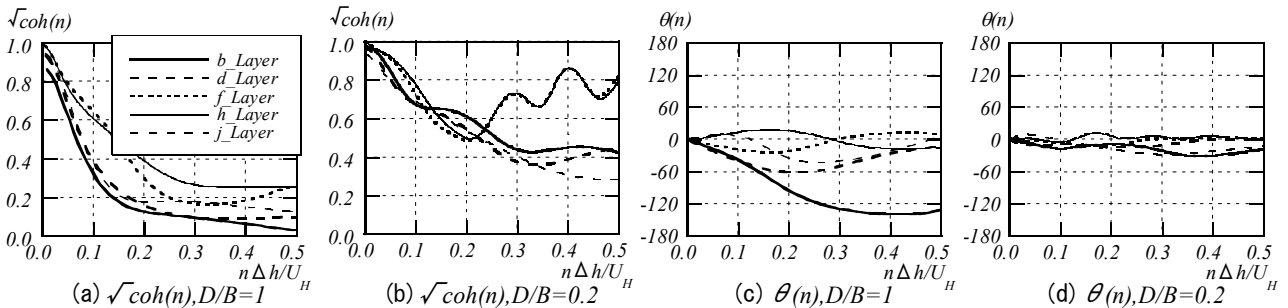 √coh(n)
1.0
0.8
0.6
0.4
0.2
0.0
0.0 0.1 0.2 0.3 0.4 0.5
nΔh/U_H
b_Layer
d_Layer
f_Layer
h_Layer
j_Layer
(a) √coh(n),D/B=1
√coh(n)
1.0
0.8
0.6
0.4
0.2
0.0
0.0 0.1 0.2 0.3 0.4 0.5
nΔh/U_H
(b) √coh(n),D/B=0.2
θ(n)
180
120
60
0
-60
-120
-180
0.0 0.1 0.2 0.3 0.4 0.5
nΔh/U_H
(c) θ(n),D/B=1
θ(n)
180
120
60
0
-60
-120
-180
0.0 0.1 0.2 0.3 0.4 0.5
nΔh/U_H
(d) θ(n),D/B=0.2